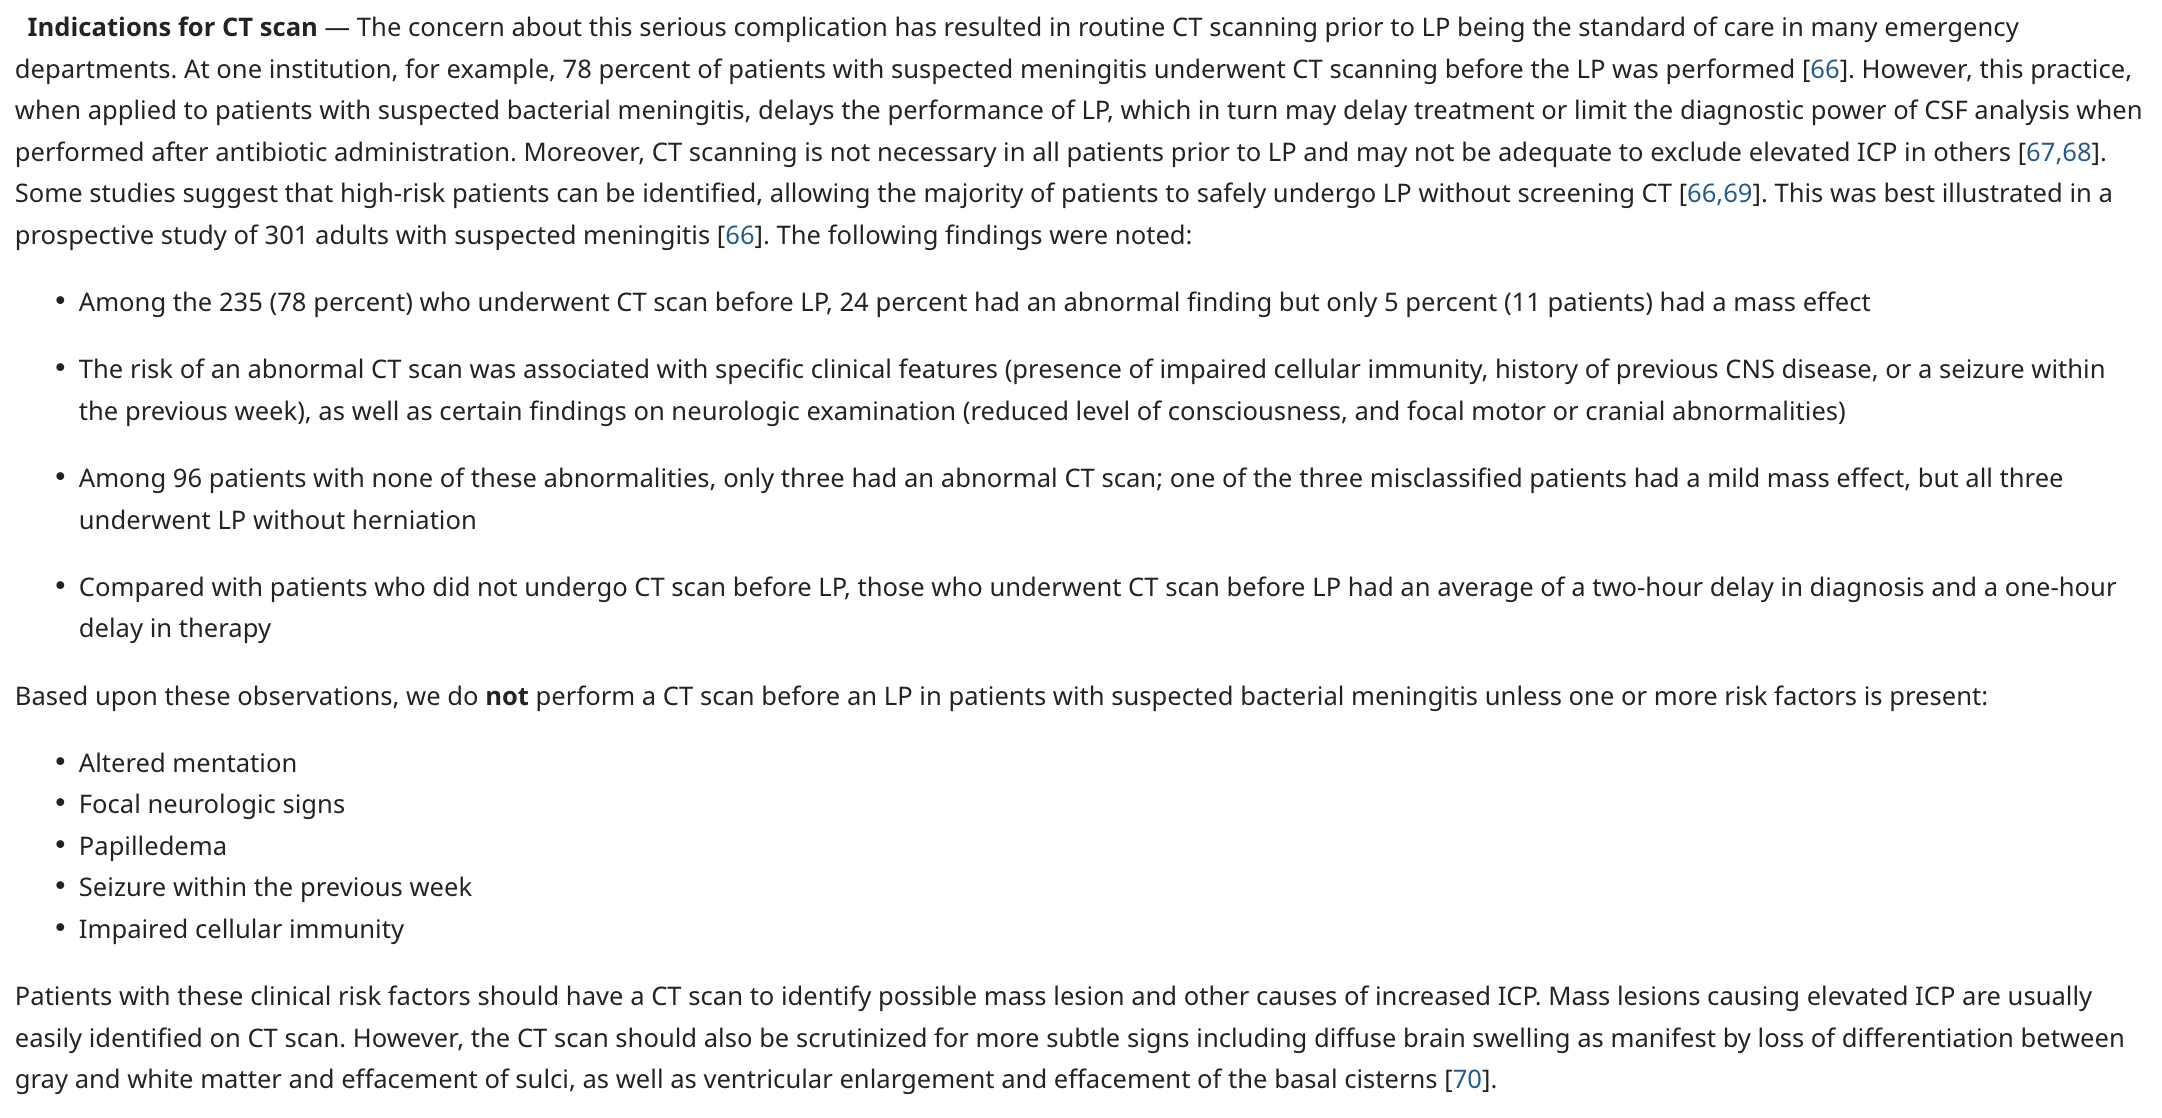 Indications for CT scan — The concern about this serious complication has resulted in routine CT scanning prior to LP being the standard of care in many emergency
departments. At one institution, for example, 78 percent of patients with suspected meningitis underwent CT scanning before the LP was performed [66]. However, this practice,
when applied to patients with suspected bacterial meningitis, delays the performance of LP, which in turn may delay treatment or limit the diagnostic power of CSF analysis when
performed after antibiotic administration. Moreover, CT scanning is not necessary in all patients prior to LP and may not be adequate to exclude elevated ICP in others [67,68].
Some studies suggest that high-risk patients can be identified, allowing the majority of patients to safely undergo LP without screening CT [66,69]. This was best illustrated in a
prospective study of 301 adults with suspected meningitis [66]. The following findings were noted:
• Among the 235 (78 percent) who underwent CT scan before LP, 24 percent had an abnormal finding but only 5 percent (11 patients) had a mass effect
• The risk of an abnormal CT scan was associated with specific clinical features (presence of impaired cellular immunity, history of previous CNS disease, or a seizure within
the previous week), as well as certain findings on neurologic examination (reduced level of consciousness, and focal motor or cranial abnormalities)
• Among 96 patients with none of these abnormalities, only three had an abnormal CT scan; one of the three misclassified patients had a mild mass effect, but all three
underwent LP without herniation
• Compared with patients who did not undergo CT scan before LP, those who underwent CT scan before LP had an average of a two-hour delay in diagnosis and a one-hour
delay in therapy
Based upon these observations, we do not perform a CT scan before an LP in patients with suspected bacterial meningitis unless one or more risk factors is present:
• Altered mentation
• Focal neurologic signs
• Papilledema
• Seizure within the previous week
• Impaired cellular immunity
Patients with these clinical risk factors should have a CT scan to identify possible mass lesion and other causes of increased ICP. Mass lesions causing elevated ICP are usually
easily identified on CT scan. However, the CT scan should also be scrutinized for more subtle signs including diffuse brain swelling as manifest by loss of differentiation between
gray and white matter and effacement of sulci, as well as ventricular enlargement and effacement of the basal cisterns [70].